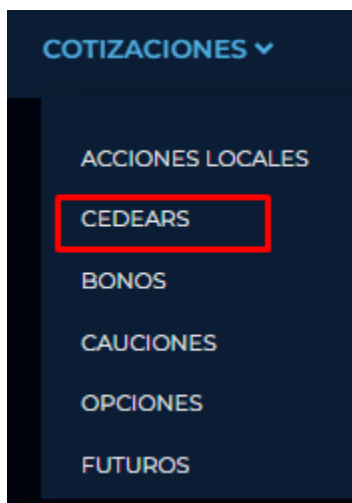 COTIZACIONES
ACCIONES LOCALES
CEDEARS
BONOS
CAUCIONES
OPCIONES
FUTUROS